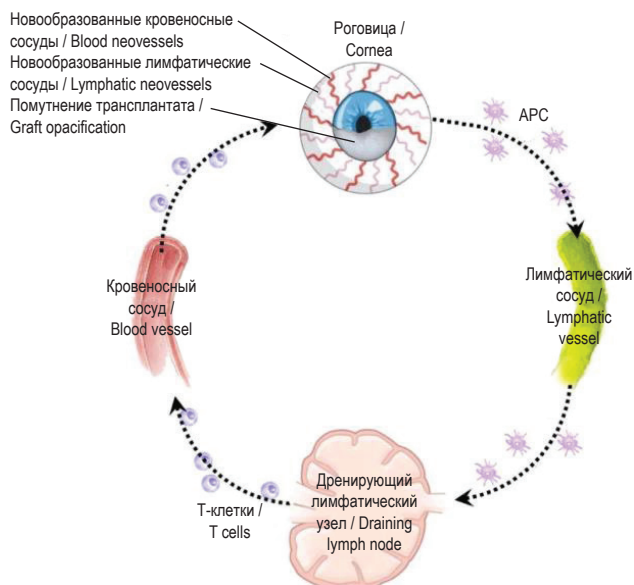 Новообразованные кровеносные
сосуды / Blood neovessels
Новообразованные лимфатические
сосуды / Lymphatic neovessels
Помутнение трансплантата /
Graft opacification
Роговица /
Cornea
APC
Лимфатический
сосуд /
Lymphatic
vessel
Кровеносный
сосуд /
Blood vessel
Дренирующий
лимфатический
узел / Draining
lymph node
Т-клетки /
T cells